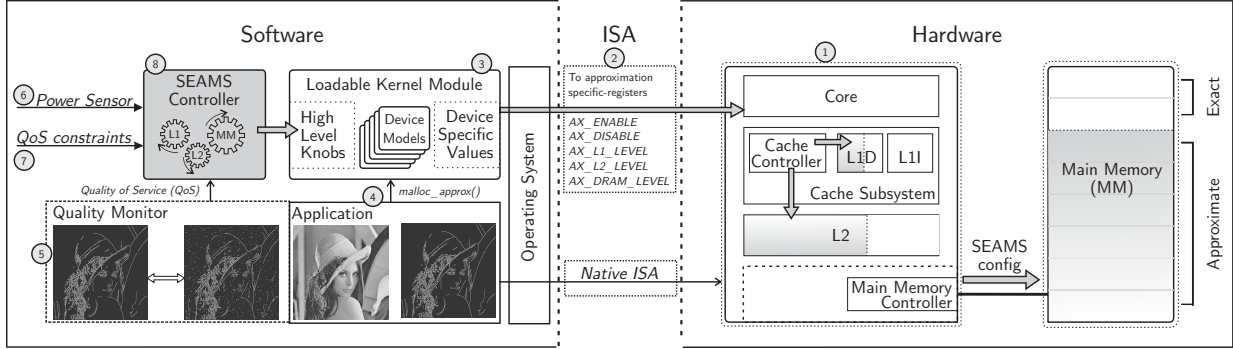 Software
ISA
Hardware
8
SEAMS
Controller
L1
L2
MM
3
Loadable Kernel Module
High
Level
Knobs
Device
Models
Device
Specific
Values
6
Power Sensor
QoS constraints
7
Quality of Service (QoS)
4
malloc_approx()
Quality Monitor
5
Application
Operating System
2
To approximation
specific-registers
AX_ENABLE
AX_DISABLE
AX_L1_LEVEL
AX_L2_LEVEL
AX_DRAM_LEVEL
Native ISA
1
Core
Cache
Controller
L1D
L1I
Cache Subsystem
L2
Main Memory
Controller
SEAMS
config
Main Memory
(MM)
Exact
Approximate